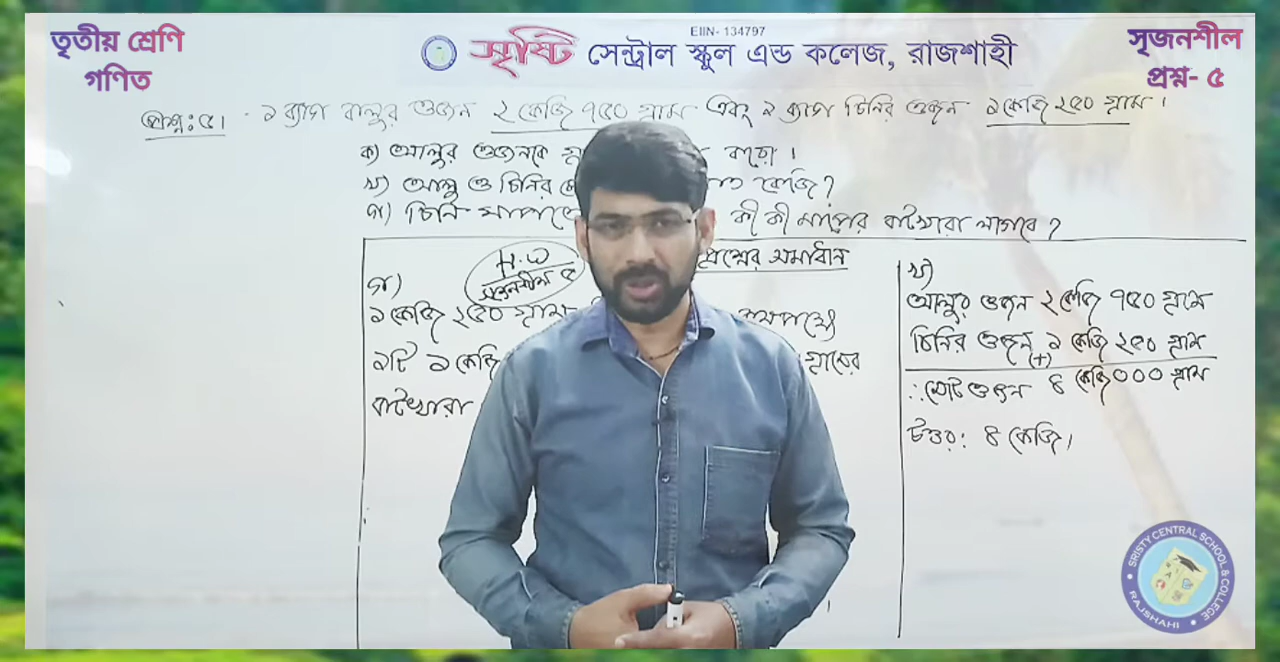 তৃতীয় শ্রেণি
গণিত
EIIN- 134797
সৃষ্টি সেন্ট্রাল স্কুল এন্ড কলেজ, রাজশাহী
সৃজনশীল
প্রশ্ন- ৫
প্রশ্ন: ৫। ১ ব্যাগ আলুর ওজন ২ কেজি ৭৫০ গ্রাম এবং ১ ব্যাগ চিনির ওজন ১ কেজি ২৫০ গ্রাম।
ক) আলুর ওজনকে করো।
খ) আলু ও চিনির কেজি?
গ) চিনি মাপতে কী কী মাপের বাটখারা লাগবে?
প্রশ্নের সমাধান
H.W
সৃজনশীল ৫
গ)
১ কেজি ২৫০ গ্রাম
১টি ১ কেজি গ্রামের
বাটখারা
খ)
আলুর ওজন ২ কেজি ৭৫০ গ্রাম
চিনির ওজন ১ কেজি ২৫০ গ্রাম
(+)
∴ মোট ওজন ৪ কেজি ০০০ গ্রাম
উত্তর: ৪ কেজি।
SRISTY CENTRAL SCHOOL & COLLEGE
RAJSHAHI